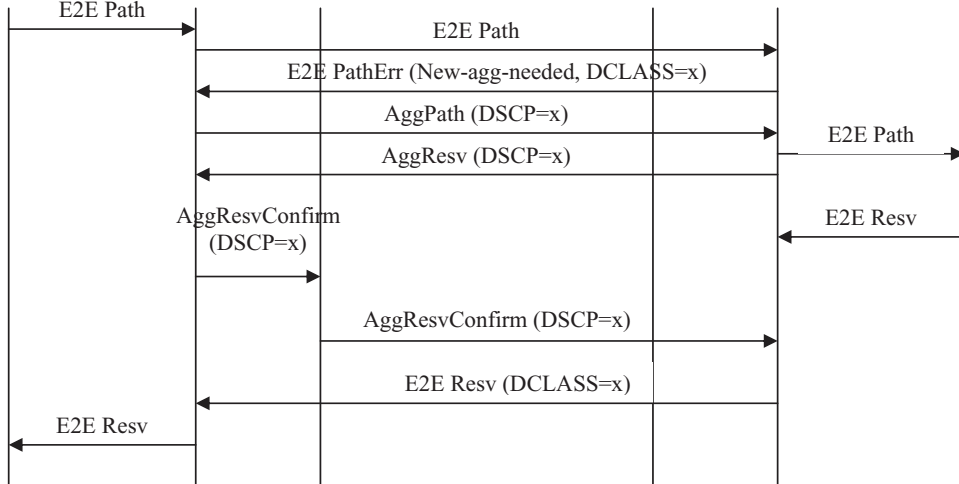 E2E Path
E2E Path
E2E PathErr (New-agg-needed, DCLASS=x)
AggPath (DSCP=x)
E2E Path
AggResv (DSCP=x)
AggResvConfirm
(DSCP=x)
E2E Resv
AggResvConfirm (DSCP=x)
E2E Resv (DCLASS=x)
E2E Resv